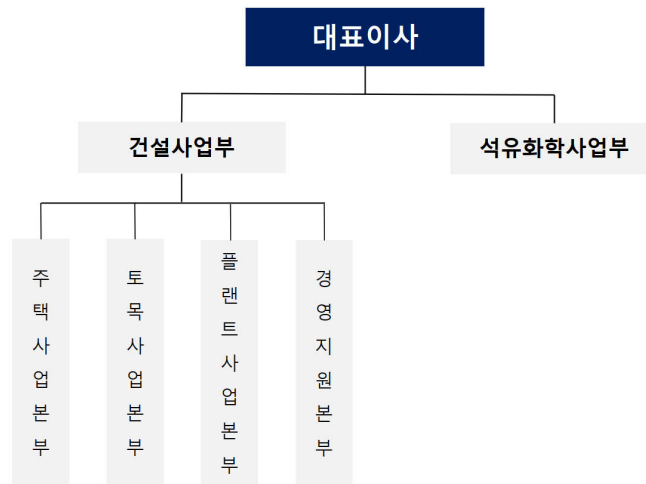 대표이사
건설사업부
석유화학사업부
주택사업본부
토목사업본부
플랜트사업본부
경영지원본부